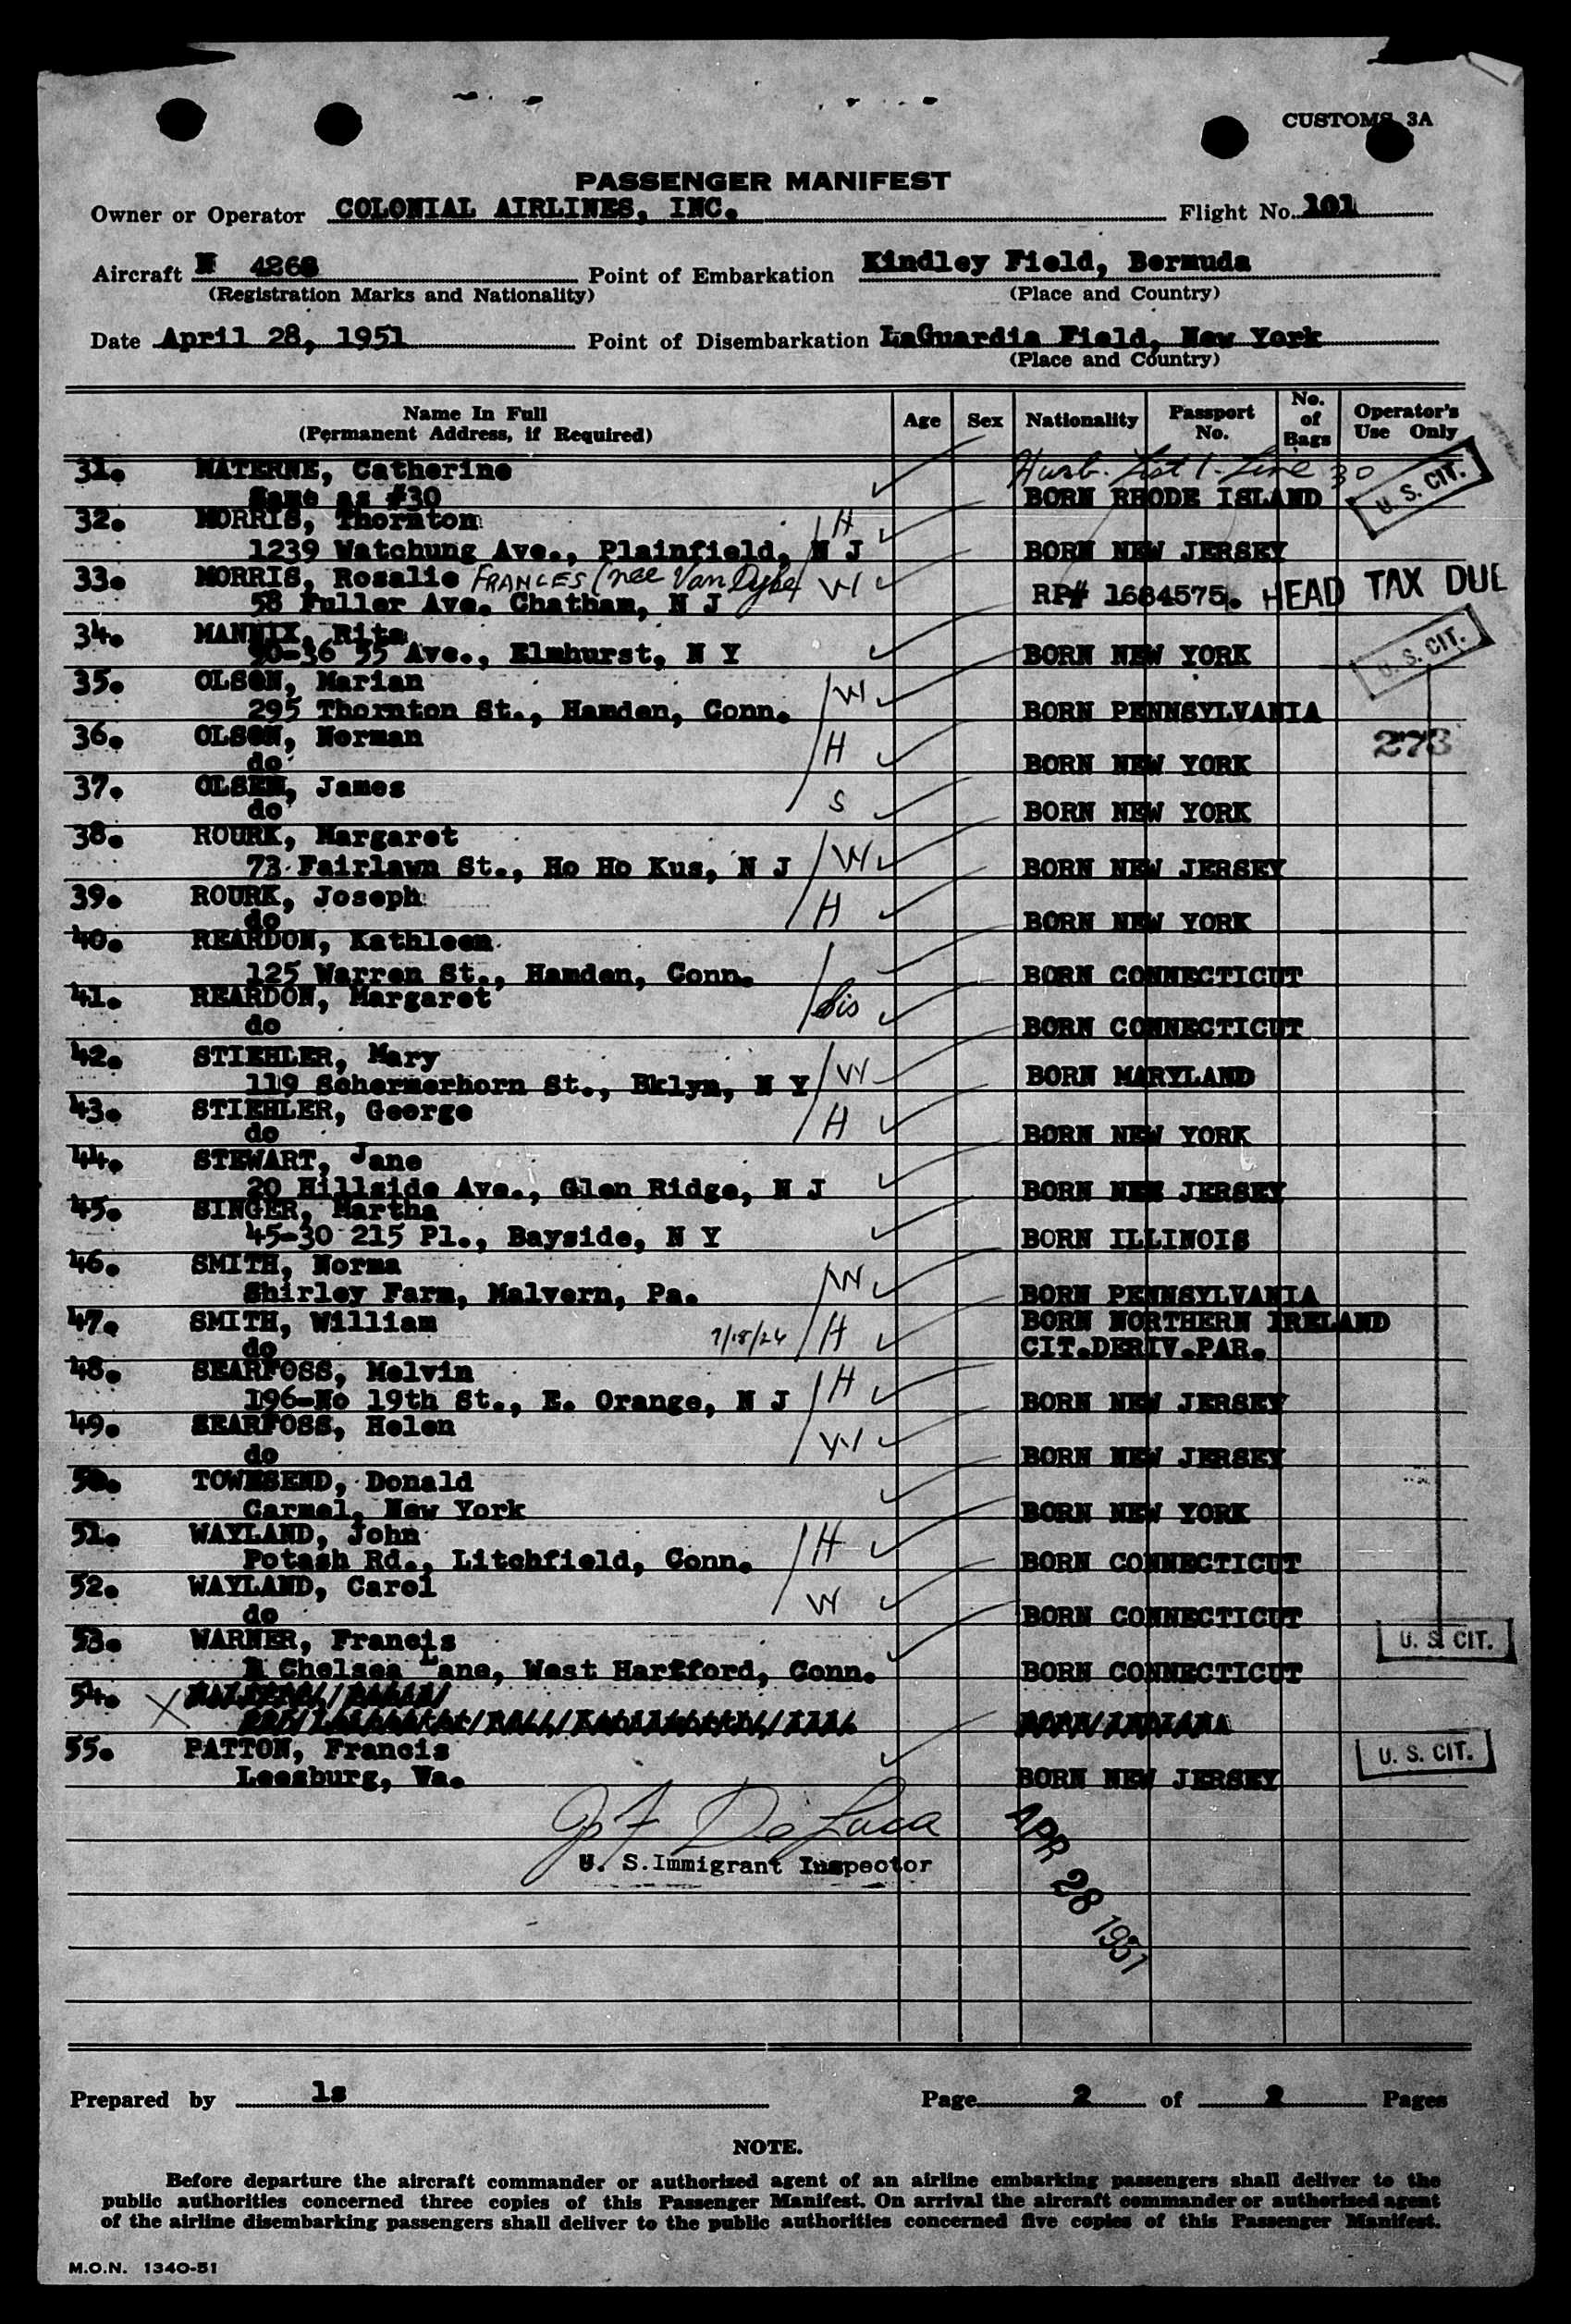 CUSTOMS 3A
PASSENGER MANIFEST
Owner or Operator COLONIAL AIRLINES, INC. Flight No. 101
Aircraft N 4268 Point of Embarkation Kindley Field, Bermuda
(Registration Marks and Nationality) (Place and Country)
Date April 28, 1951 Point of Disembarkation LaGuardia Field, New York
(Place and Country)
Name In Full (Permanent Address, if Required) Age Sex Nationality Passport No. No. of Bags Operator's Use Only
31. MATERNE, Catherine Husb. List 1 - Line 30
Same as #30 BORN RHODE ISLAND U. S. CIT.
32. MORRIS, Thornton H
1239 Watchung Ave., Plainfield, N J BORN NEW JERSEY
33. MORRIS, Rosalie FRANCES (nee Van Dyke) W
58 Fuller Ave. Chatham, N J RP# 1684575. HEAD TAX DUE
34. MANNIX, Rita
90-36 55 Ave., Elmhurst, N Y BORN NEW YORK U. S. CIT.
35. OLSON, Marian W
295 Thornton St., Hamden, Conn. BORN PENNSYLVANIA
36. OLSON, Norman H 273
do BORN NEW YORK
37. OLSEN, James S
do BORN NEW YORK
38. ROURK, Margaret W
73 Fairlawn St., Ho Ho Kus, N J BORN NEW JERSEY
39. ROURK, Joseph H
do BORN NEW YORK
40. REARDON, Kathleen
125 Warren St., Hamden, Conn. BORN CONNECTICUT
41. REARDON, Margaret Sis
do BORN CONNECTICUT
42. STIEHLER, Mary W
119 Schermerhorn St., Bklyn, N Y BORN MARYLAND
43. STIEHLER, George H
do BORN NEW YORK
44. STEWART, Jane
20 Hillside Ave., Glen Ridge, N J BORN NEW JERSEY
45. SINGER, Martha
45-30 215 Pl., Bayside, N Y BORN ILLINOIS
46. SMITH, Norma W
Shirley Farm, Malvern, Pa. BORN PENNSYLVANIA
47. SMITH, William 7/18/26 H BORN NORTHERN IRELAND
do CIT.DERIV.PAR.
48. SEARFOSS, Melvin H
196-No 19th St., E. Orange, N J BORN NEW JERSEY
49. SEARFOSS, Helen W
do BORN NEW JERSEY
50. TOWNSEND, Donald
Carmel, New York BORN NEW YORK
51. WAYLAND, John H
Potash Rd., Litchfield, Conn. BORN CONNECTICUT
52. WAYLAND, Carol W
do BORN CONNECTICUT
53. WARNER, Francis U. S. CIT.
Chelsea Lane, West Hartford, Conn. BORN CONNECTICUT
54. X
BORN INDIANA
55. PATTON, Francis U. S. CIT.
Leesburg, Va. BORN NEW JERSEY
De Luca
U. S. Immigrant Inspector
APR 28 1951
Prepared by ls Page 2 of 2 Pages
NOTE.
Before departure the aircraft commander or authorized agent of an airline embarking passengers shall deliver to the
public authorities concerned three copies of this Passenger Manifest. On arrival the aircraft commander or authorized agent
of the airline disembarking passengers shall deliver to the public authorities concerned five copies of this Passenger Manifest.
M.O.N. 1340-51